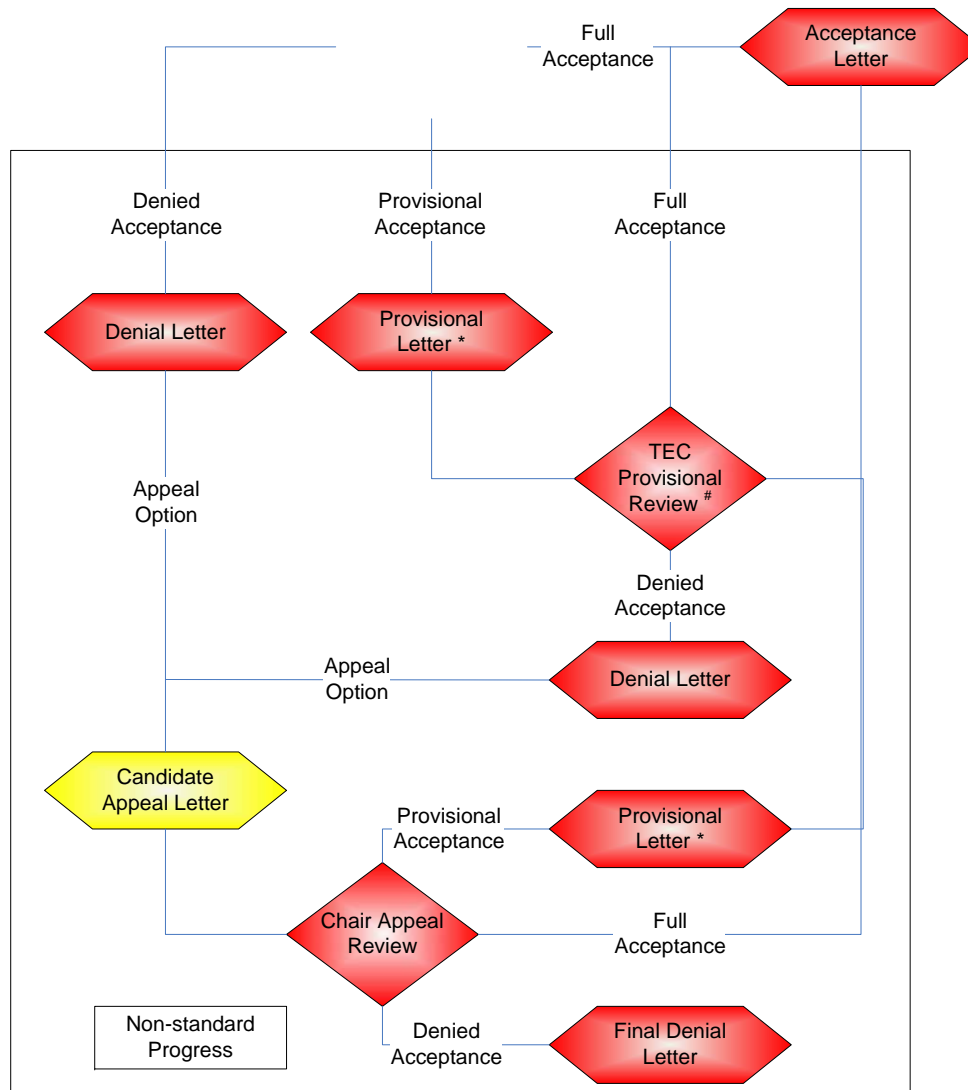 Full
Acceptance
Acceptance
Letter
Denied
Acceptance
Provisional
Acceptance
Full
Acceptance
Denial Letter
Provisional
Letter *
TEC
Provisional
Review #
Appeal
Option
Denied
Acceptance
Appeal
Option
Denial Letter
Candidate
Appeal Letter
Provisional
Acceptance
Provisional
Letter *
Chair Appeal
Review
Full
Acceptance
Non-standard
Progress
Denied
Acceptance
Final Denial
Letter